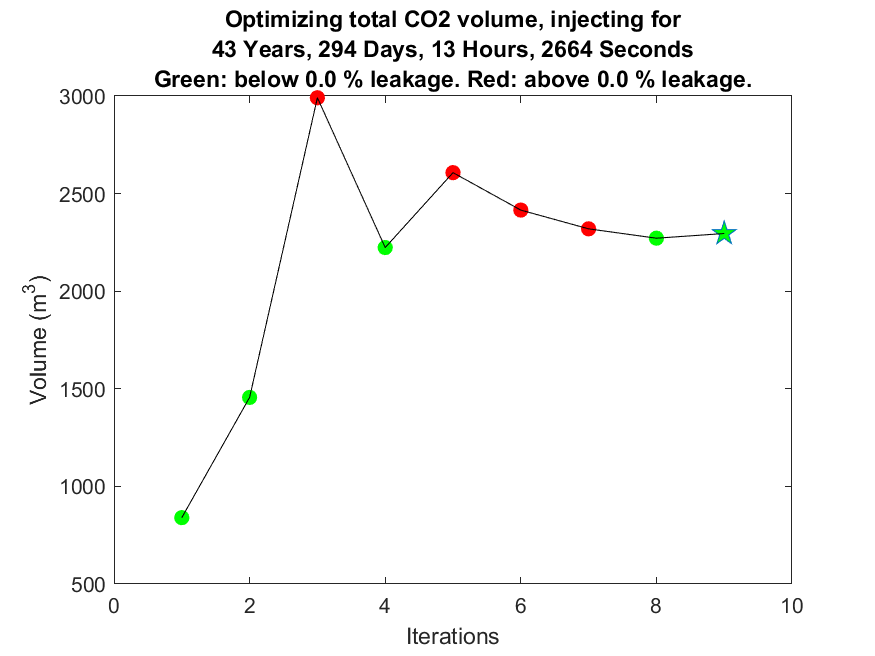 Optimizing total CO2 volume, injecting for
43 Years, 294 Days, 13 Hours, 2664 Seconds
Green: below 0.0 % leakage. Red: above 0.0 % leakage.
3000
2500
2000
1500
1000
500
Volume (m³)
0 2 4 6 8 10
Iterations